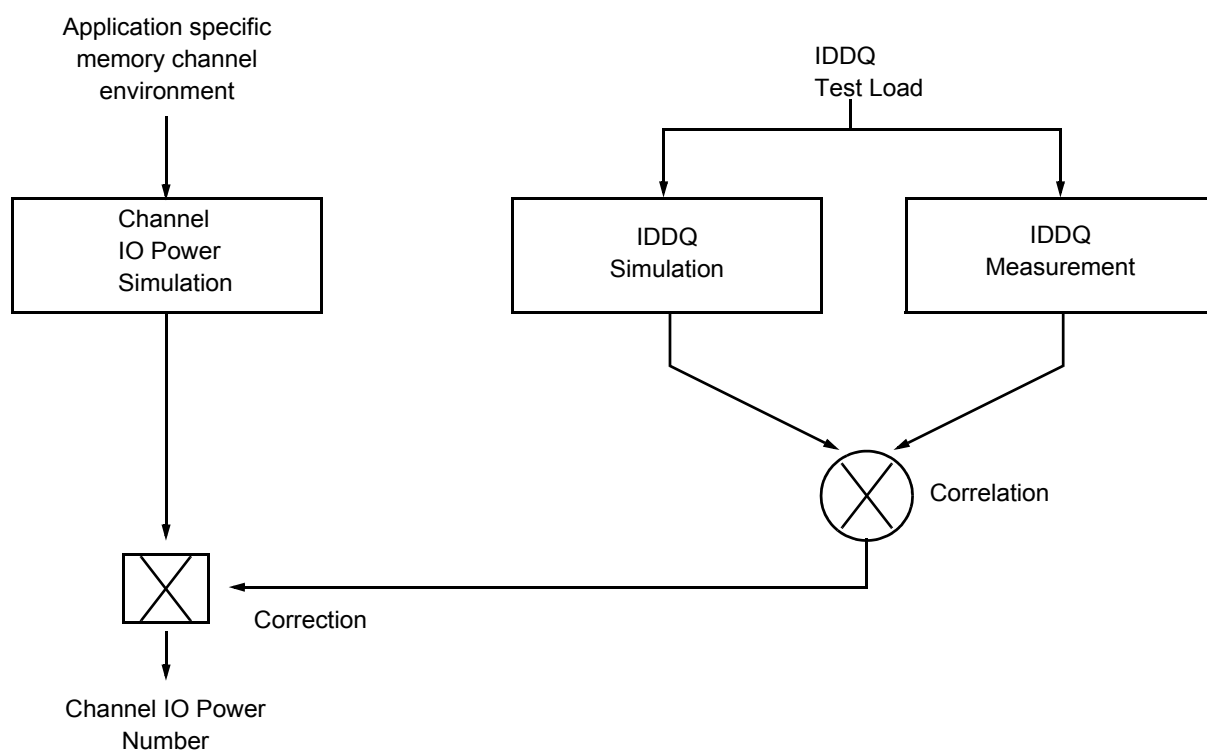 Application specific
memory channel
environment
IDDQ
Test Load
Channel
IO Power
Simulation
IDDQ
Simulation
IDDQ
Measurement
Correlation
Correction
Channel IO Power
Number